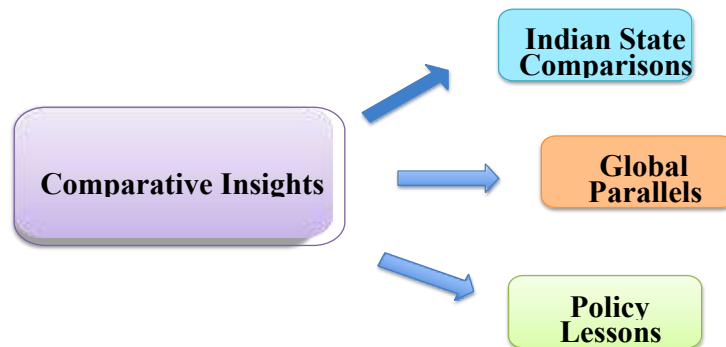 Comparative Insights
Indian State
Comparisons
Global
Parallels
Policy
Lessons